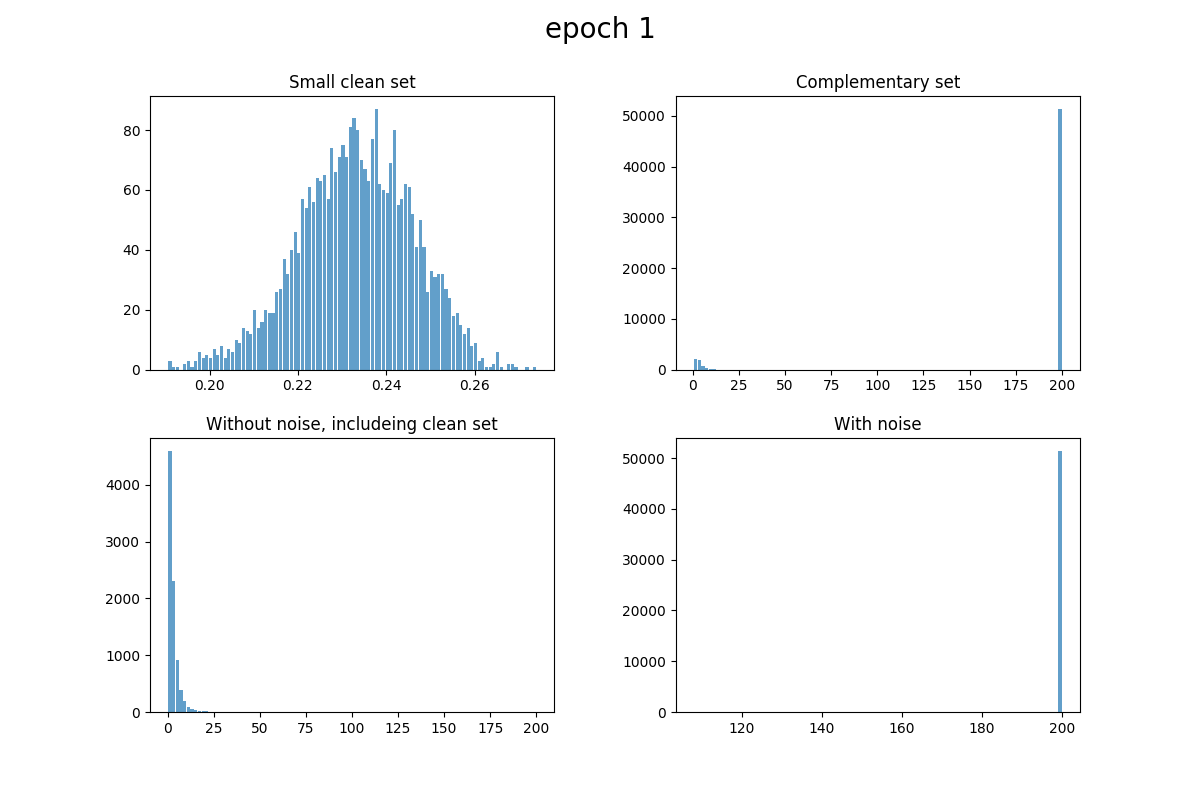 epoch 1
Small clean set
80
60
40
20
0
0.20 0.22 0.24 0.26
Complementary set
50000
40000
30000
20000
10000
0
0 25 50 75 100 125 150 175 200
Without noise, includeing clean set
4000
3000
2000
1000
0
0 25 50 75 100 125 150 175 200
With noise
50000
40000
30000
20000
10000
0
120 140 160 180 200